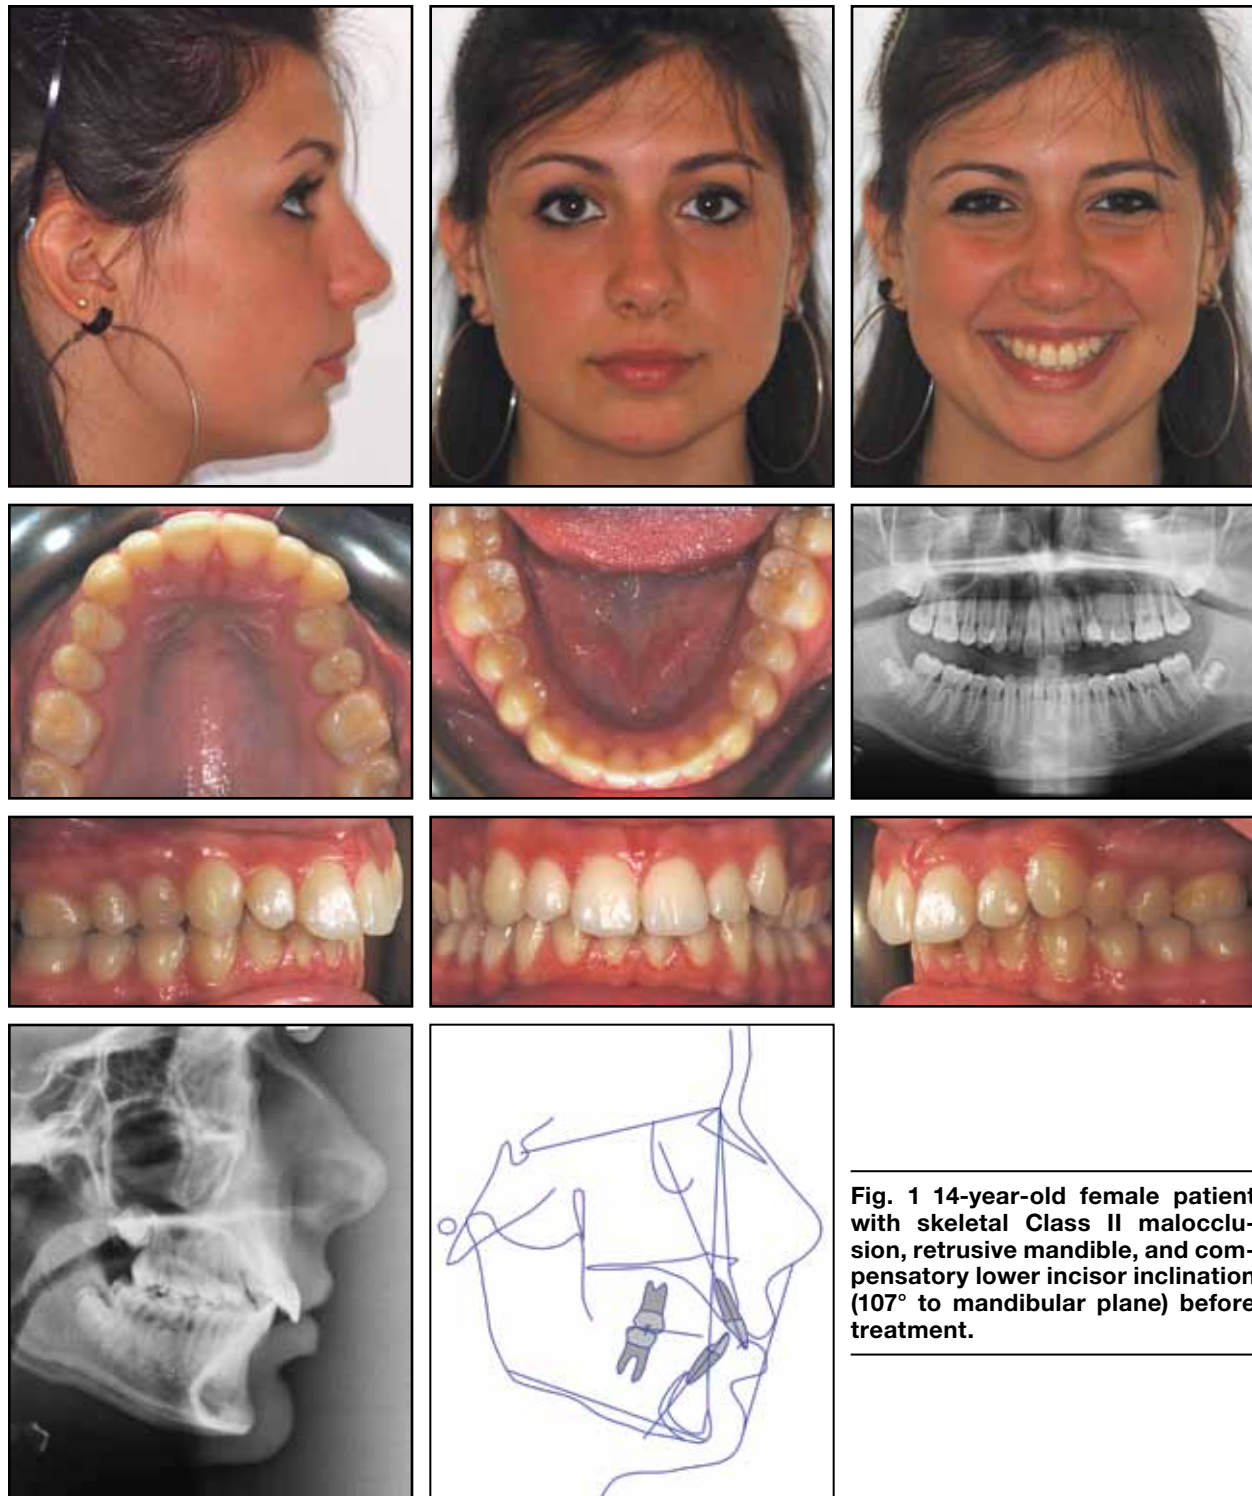 Fig. 1 14-year-old female patient
with skeletal Class II malocclu-
sion, retrusive mandible, and com-
pensatory lower incisor inclination
(107° to mandibular plane) before
treatment.